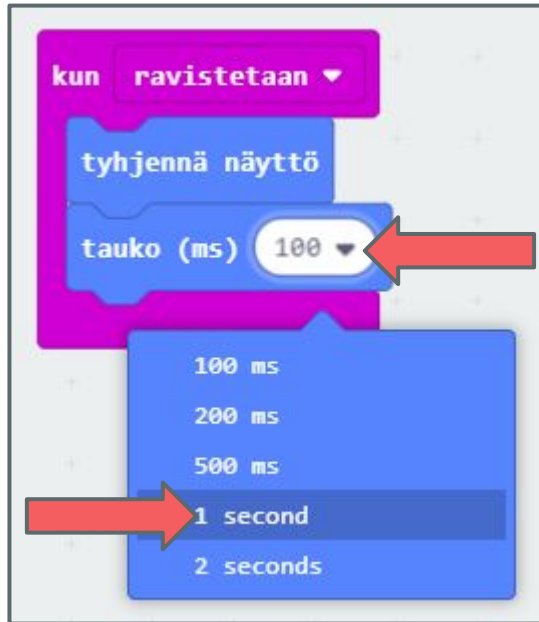 kun ravistetaan
tyhjennä näyttö
tauko (ms) 100
100 ms
200 ms
500 ms
1 second
2 seconds